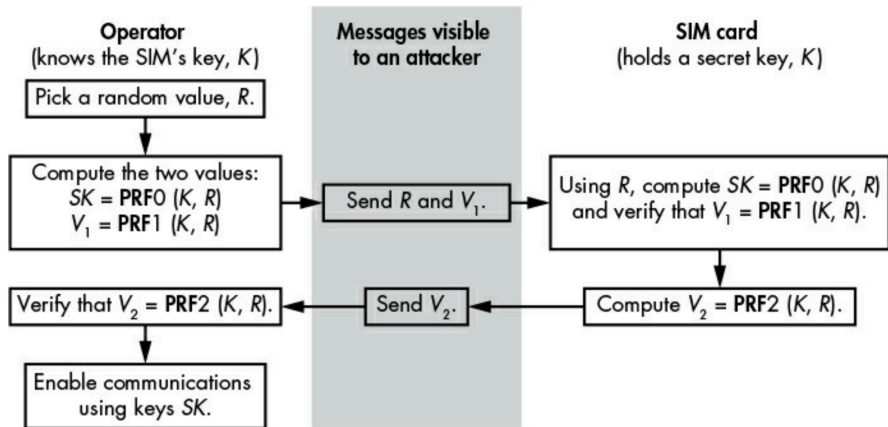 Operator
(knows the SIM's key, K)
Messages visible
to an attacker
SIM card
(holds a secret key, K)
Pick a random value, R.
Compute the two values:
SK = PRF0 (K, R)
V₁ = PRF1 (K, R)
Send R and V₁.
Using R, compute SK = PRF0 (K, R)
and verify that V₁ = PRF1 (K, R).
Verify that V₂ = PRF2 (K, R).
Send V₂.
Compute V₂ = PRF2 (K, R).
Enable communications
using keys SK.